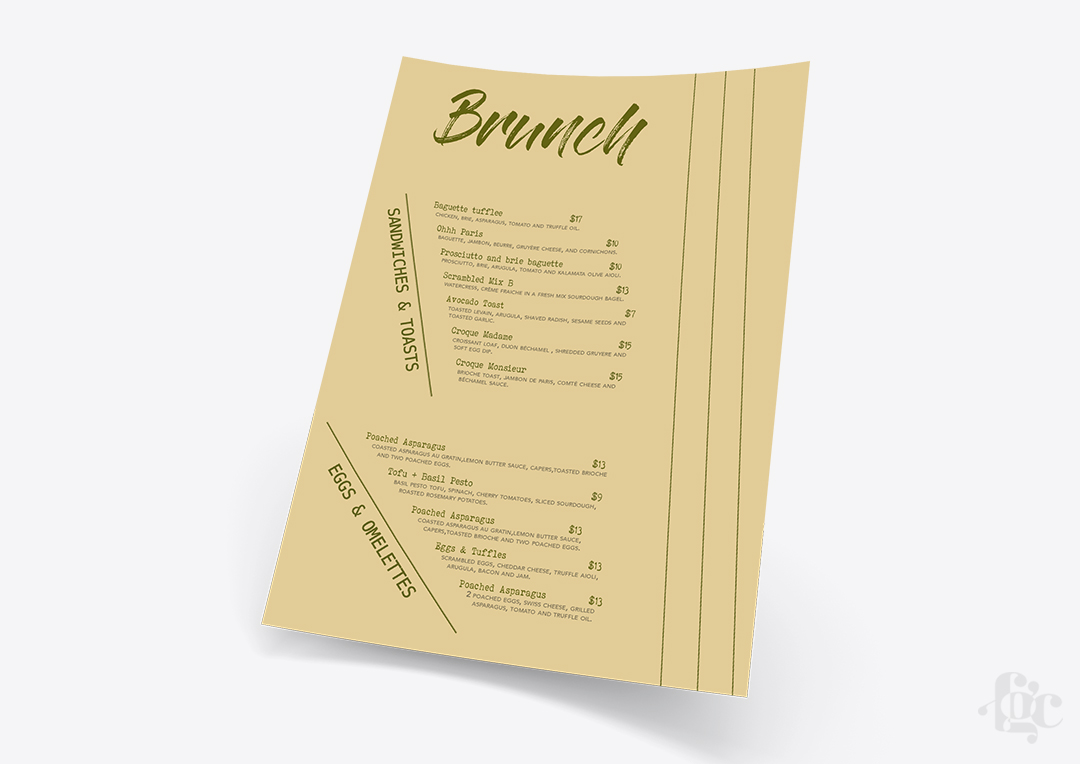 Brunch
SANDWICHES & TOASTS
Baguette tufflee $17
CHICKEN, BRIE, ASPARAGUS, TOMATO AND TRUFFLE OIL.
Ohhh Paris $10
BAGUETTE, JAMBON, BEURRE, GRUYÈRE CHEESE, AND CORNICHONS.
Prosciutto and brie baguette $10
PROSCIUTTO, BRIE, ARUGULA, TOMATO AND KALAMATA OLIVE AIOLI.
Scrambled Mix B $13
WATERCRESS, CRÈME FRAICHE IN A FRESH MIX SOURDOUGH BAGEL.
Avocado Toast $7
TOASTED LEVAIN, ARUGULA, SHAVED RADISH, SESAME SEEDS AND
TOASTED GARLIC.
Croque Madame $15
CROISSANT LOAF, DIJON BÉCHAMEL , SHREDDED GRUYERE AND
SOFT EGG DIP.
Croque Monsieur $15
BRIOCHE TOAST, JAMBON DE PARIS, COMTÉ CHEESE AND
BÉCHAMEL SAUCE.
EGGS & OMELETTES
Poached Asparagus $13
COASTED ASPARAGUS AU GRATIN,LEMON BUTTER SAUCE, CAPERS,TOASTED BRIOCHE
AND TWO POACHED EGGS.
Tofu + Basil Pesto $9
BASIL PESTO TOFU, SPINACH, CHERRY TOMATOES, SLICED SOURDOUGH,
ROASTED ROSEMARY POTATOES.
Poached Asparagus $13
COASTED ASPARAGUS AU GRATIN,LEMON BUTTER SAUCE,
CAPERS,TOASTED BRIOCHE AND TWO POACHED EGGS.
Eggs & Tuffles $13
SCRAMBLED EGGS, CHEDDAR CHEESE, TRUFFLE AIOLI,
ARUGULA, BACON AND JAM.
Poached Asparagus $13
2 POACHED EGGS, SWISS CHEESE, GRILLED
ASPARAGUS, TOMATO AND TRUFFLE OIL.
fgc